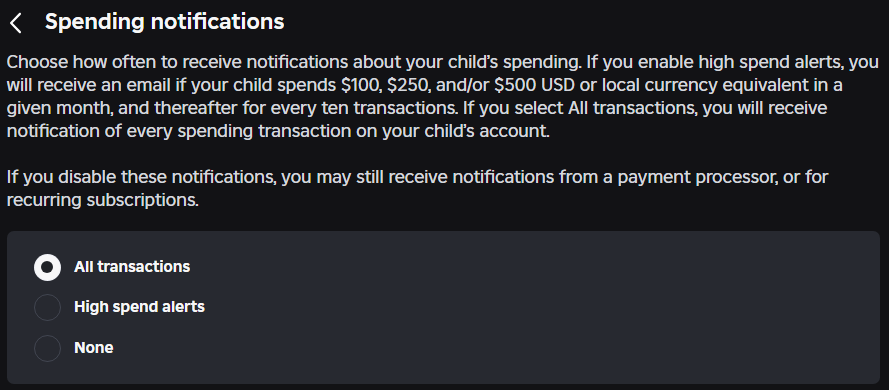 Spending notifications
Choose how often to receive notifications about your child's spending. If you enable high spend alerts, you
will receive an email if your child spends $100, $250, and/or $500 USD or local currency equivalent in a
given month, and thereafter for every ten transactions. If you select All transactions, you will receive
notification of every spending transaction on your child's account.
If you disable these notifications, you may still receive notifications from a payment processor, or for
recurring subscriptions.
All transactions
High spend alerts
None